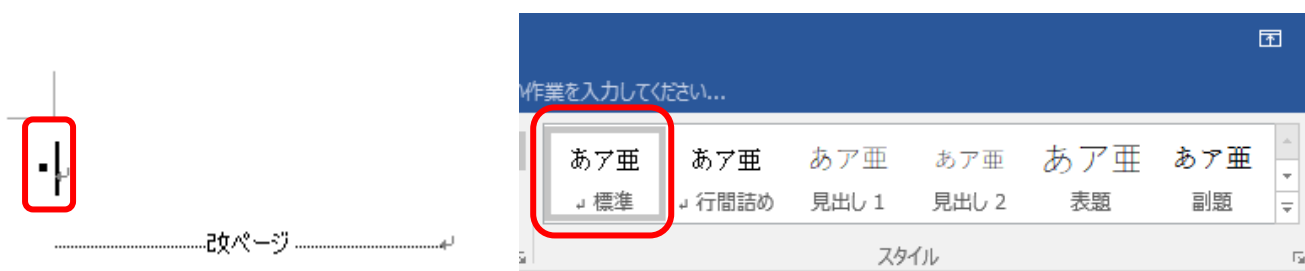 改ページ
作業を入力してください...
あア亜 あア亜 あア亜 あア亜 あア亜 あア亜
↲ 標準 ↲ 行間詰め 見出し 1 見出し 2 表題 副題
スタイル